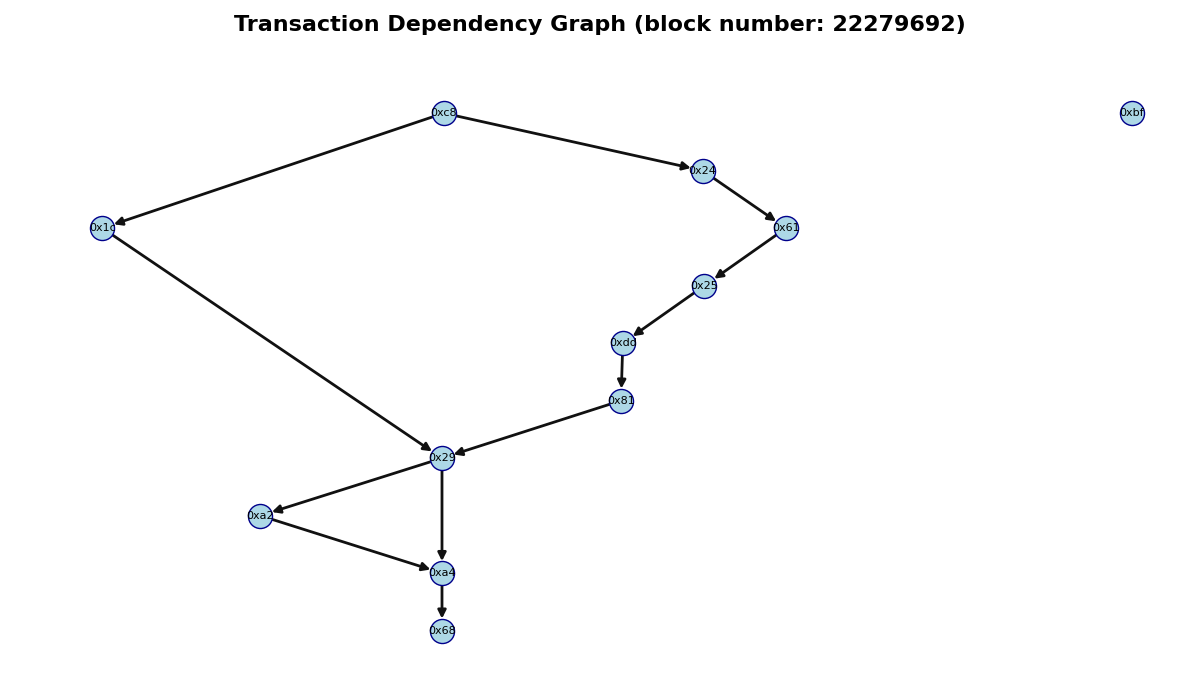 Transaction Dependency Graph (block number: 22279692)
0xc8
0xbf
0x24
0x1c
0x61
0x25
0xdd
0x81
0x29
0xa2
0xa4
0x68